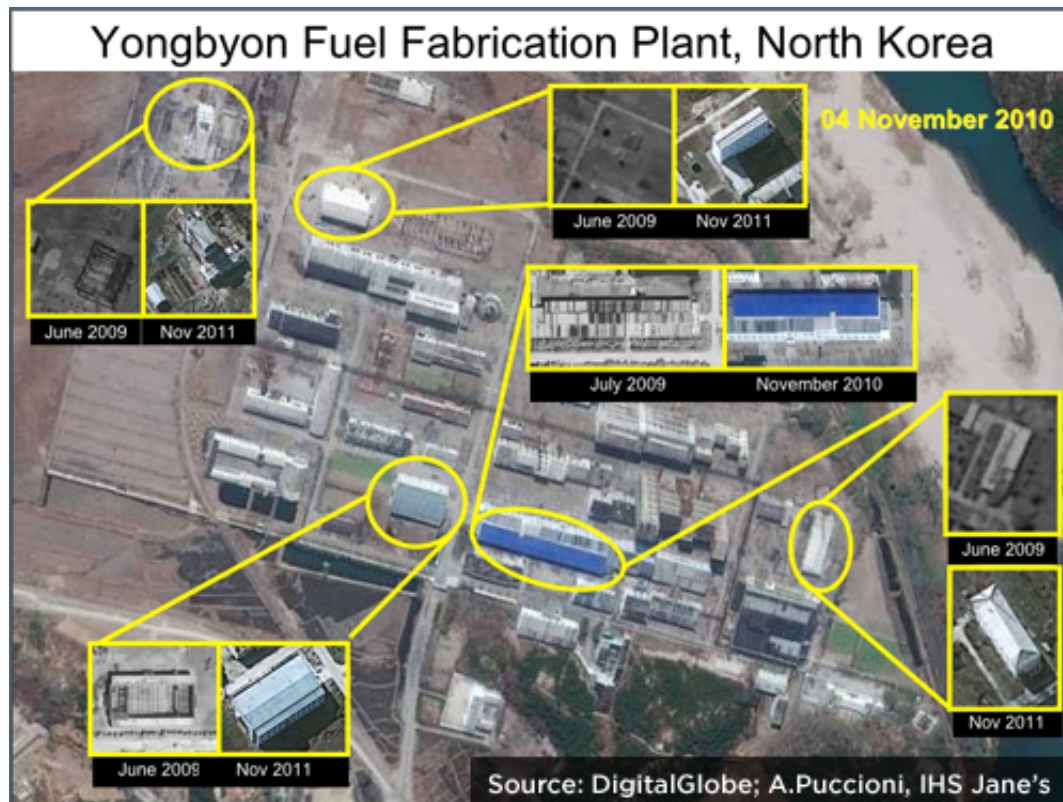 Yongbyon Fuel Fabrication Plant, North Korea
04 November 2010
June 2009
Nov 2011
June 2009
Nov 2011
July 2009
November 2010
June 2009
Nov 2011
June 2009
Nov 2011
Source: DigitalGlobe; A.Puccioni, IHS Jane's